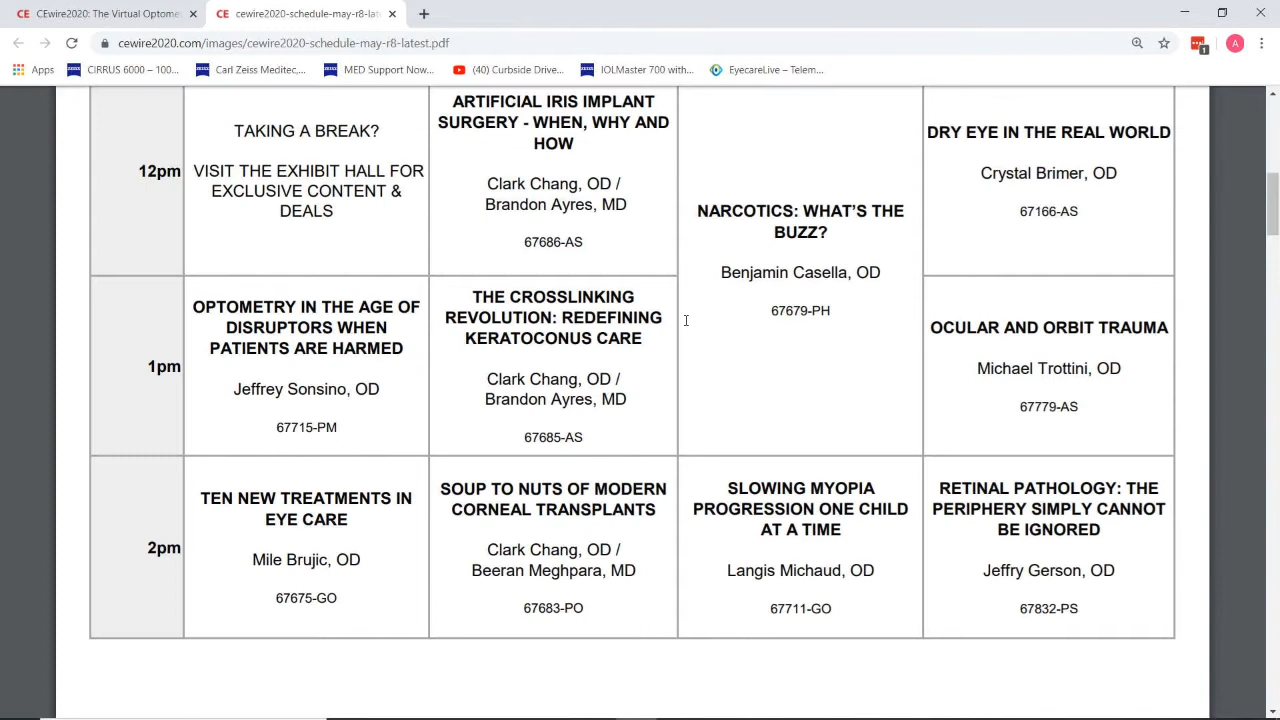 CEwire2020: The Virtual Optome
cewire2020-schedule-may-r8-latest.pdf
cewire2020.com/images/cewire2020-schedule-may-r8-latest.pdf
1
A
Apps
CIRRUS 6000 – 100...
Carl Zeiss Meditec,...
MED Support Now...
(40) Curbside Drive...
IOLMaster 700 with...
EyecareLive – Telem...
12pm
TAKING A BREAK?
VISIT THE EXHIBIT HALL FOR
EXCLUSIVE CONTENT &
DEALS
ARTIFICIAL IRIS IMPLANT
SURGERY - WHEN, WHY AND
HOW
Clark Chang, OD /
Brandon Ayres, MD
67686-AS
NARCOTICS: WHAT'S THE
BUZZ?
Benjamin Casella, OD
67679-PH
DRY EYE IN THE REAL WORLD
Crystal Brimer, OD
67166-AS
1pm
OPTOMETRY IN THE AGE OF
DISRUPTORS WHEN
PATIENTS ARE HARMED
Jeffrey Sonsino, OD
67715-PM
THE CROSSLINKING
REVOLUTION: REDEFINING
KERATOCONUS CARE
Clark Chang, OD /
Brandon Ayres, MD
67685-AS
OCULAR AND ORBIT TRAUMA
Michael Trottini, OD
67779-AS
2pm
TEN NEW TREATMENTS IN
EYE CARE
Mile Brujic, OD
67675-GO
SOUP TO NUTS OF MODERN
CORNEAL TRANSPLANTS
Clark Chang, OD /
Beeran Meghpara, MD
67683-PO
SLOWING MYOPIA
PROGRESSION ONE CHILD
AT A TIME
Langis Michaud, OD
67711-GO
RETINAL PATHOLOGY: THE
PERIPHERY SIMPLY CANNOT
BE IGNORED
Jeffry Gerson, OD
67832-PS